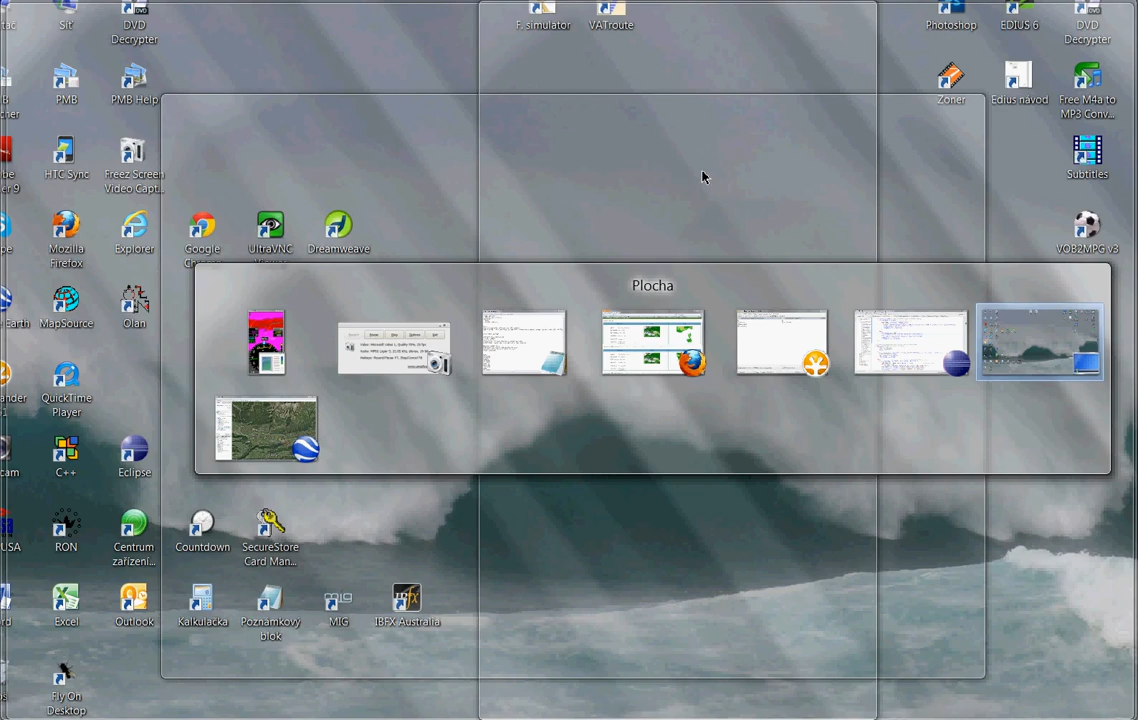 Sít
DVD
Decrypter
F. simulator
VATroute
Photoshop
EDIUS 6
DVD
Decrypter
PMB
PMB Help
Zoner
Edius návod
Free M4a to
MP3 Conv...
HTC Sync
Freez Screen
Video Capt...
Subtitles
Mozilla
Firefox
Explorer
Google
UltraVNC
Dreamweave
VOB2MPG v3
Plocha
Earth
MapSource
Olan
QuickTime
Player
C++
Eclipse
RON
Centrum
zařízení...
Countdown
SecureStore
Card Man...
Excel
Outlook
Kalkulačka
Poznámkový
blok
MIG
IBFX Australia
Fly On
Desktop